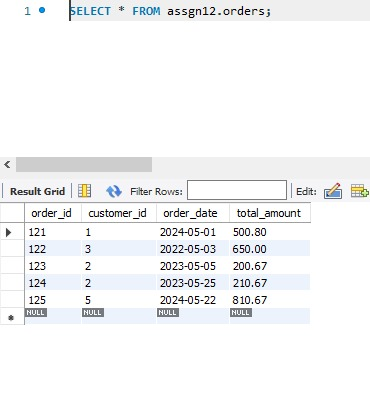 1 SELECT * FROM assgn12.orders;
Result Grid Filter Rows: Edit:
order_id customer_id order_date total_amount
121 1 2024-05-01 500.80
122 3 2022-05-03 650.00
123 2 2023-05-05 200.67
124 2 2023-05-25 210.67
125 5 2024-05-22 810.67
NULL NULL NULL NULL